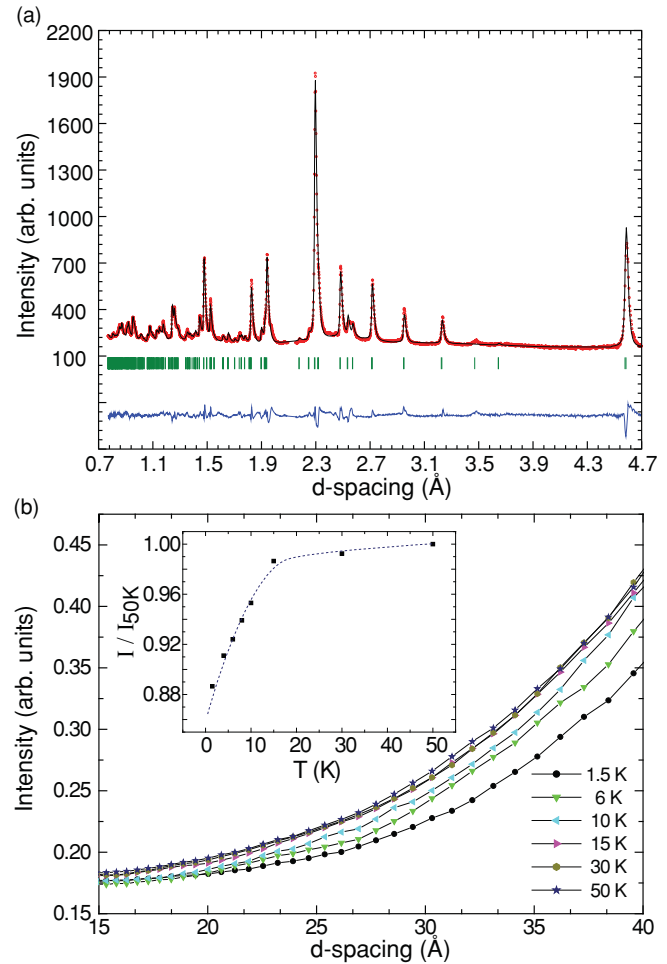 (a)
2200
1900
1600
1300
1000
700
400
100
Intensity (arb. units)
0.7 1.1 1.5 1.9 2.3 2.7 3.1 3.5 3.9 4.3 4.7
d-spacing (Å)
(b)
0.45
0.40
0.35
0.30
0.25
0.20
0.15
Intensity (arb. units)
1.00
0.96
0.92
0.88
I / I50K
0 10 20 30 40 50
T (K)
1.5 K
6 K
10 K
15 K
30 K
50 K
15 20 25 30 35 40
d-spacing (Å)